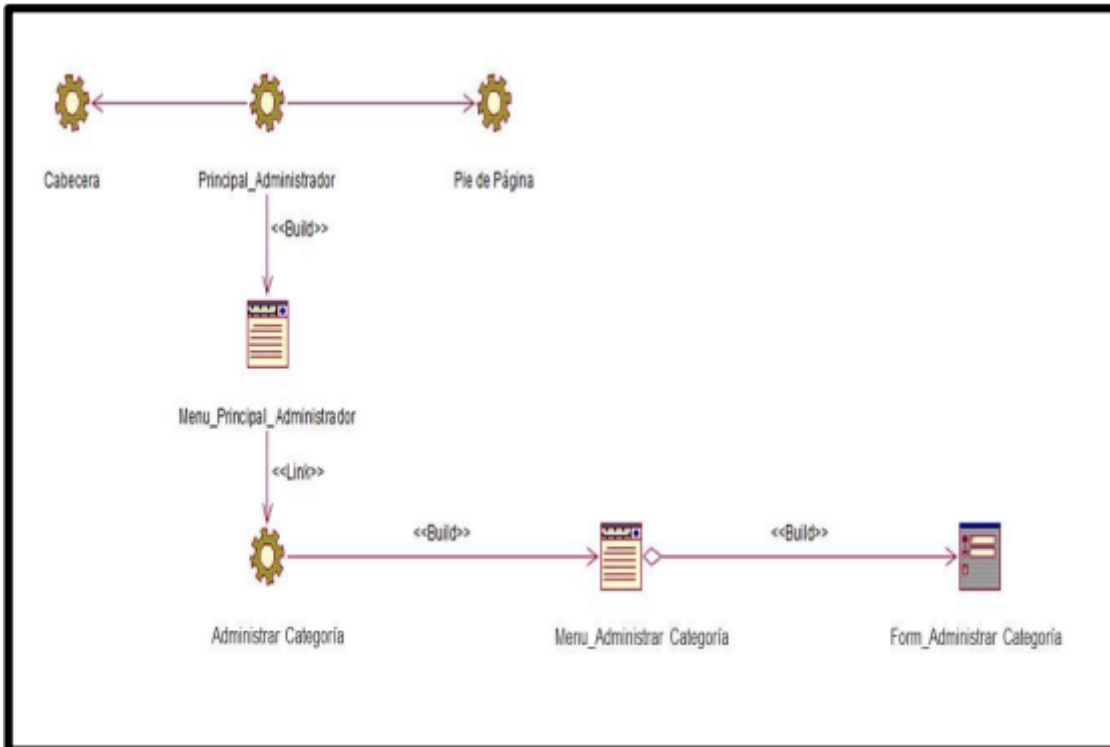 Cabecera
Principal_Administrador
Pie de Página
<<Build>>
Menu_Principal_Administrador
<<Link>>
<<Build>>
<<Build>>
Administrar Categoría
Menu_Administrar Categoría
Form_Administrar Categoría